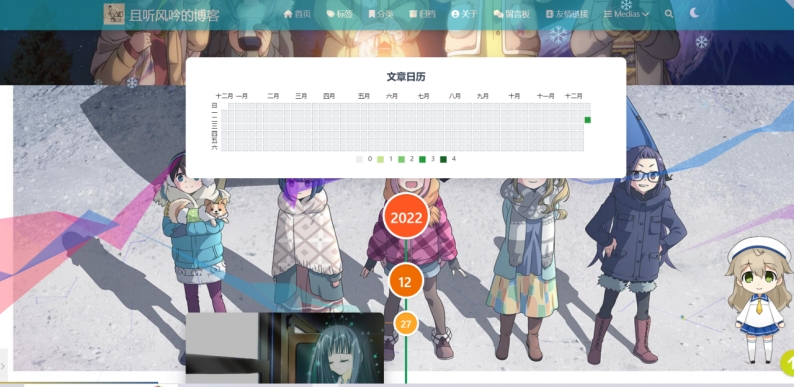 且听风吟的博客 首页 标签 分类 归档 关于 留言板 友情链接 Medias
文章日历
十二月 一月 二月 三月 四月 五月 六月 七月 八月 九月 十月 十一月 十二月
日
一
二
三
四
五
六
0 1 2 3 4
2022
12
27